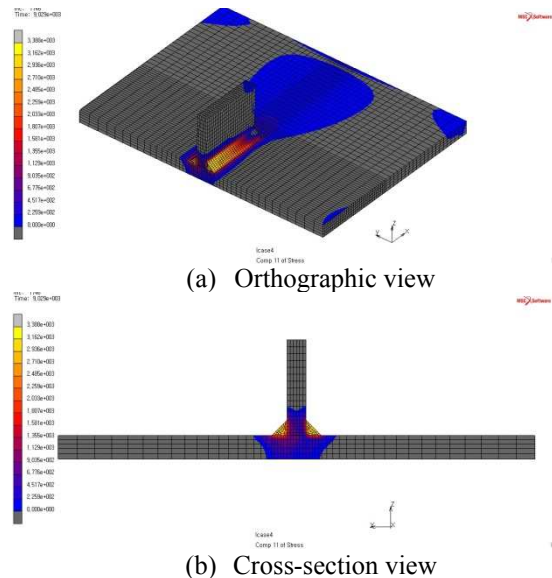 Time: 9,029e+003
MSC Software
3,388e+003
3,162e+003
2,936e+003
2,710e+003
2,485e+003
2,259e+003
2,033e+003
1,807e+003
1,581e+003
1,355e+003
1,129e+003
9,035e+002
6,776e+002
4,517e+002
2,259e+002
0,000e+000
lcase4
Comp 11 of Stress
(a) Orthographic view
Time: 9,029e+003
MSC Software
3,388e+003
3,162e+003
2,936e+003
2,710e+003
2,485e+003
2,259e+003
2,033e+003
1,807e+003
1,581e+003
1,355e+003
1,129e+003
9,035e+002
6,776e+002
4,517e+002
2,259e+002
0,000e+000
Z
lcase4
Comp 11 of Stress
(b) Cross-section view